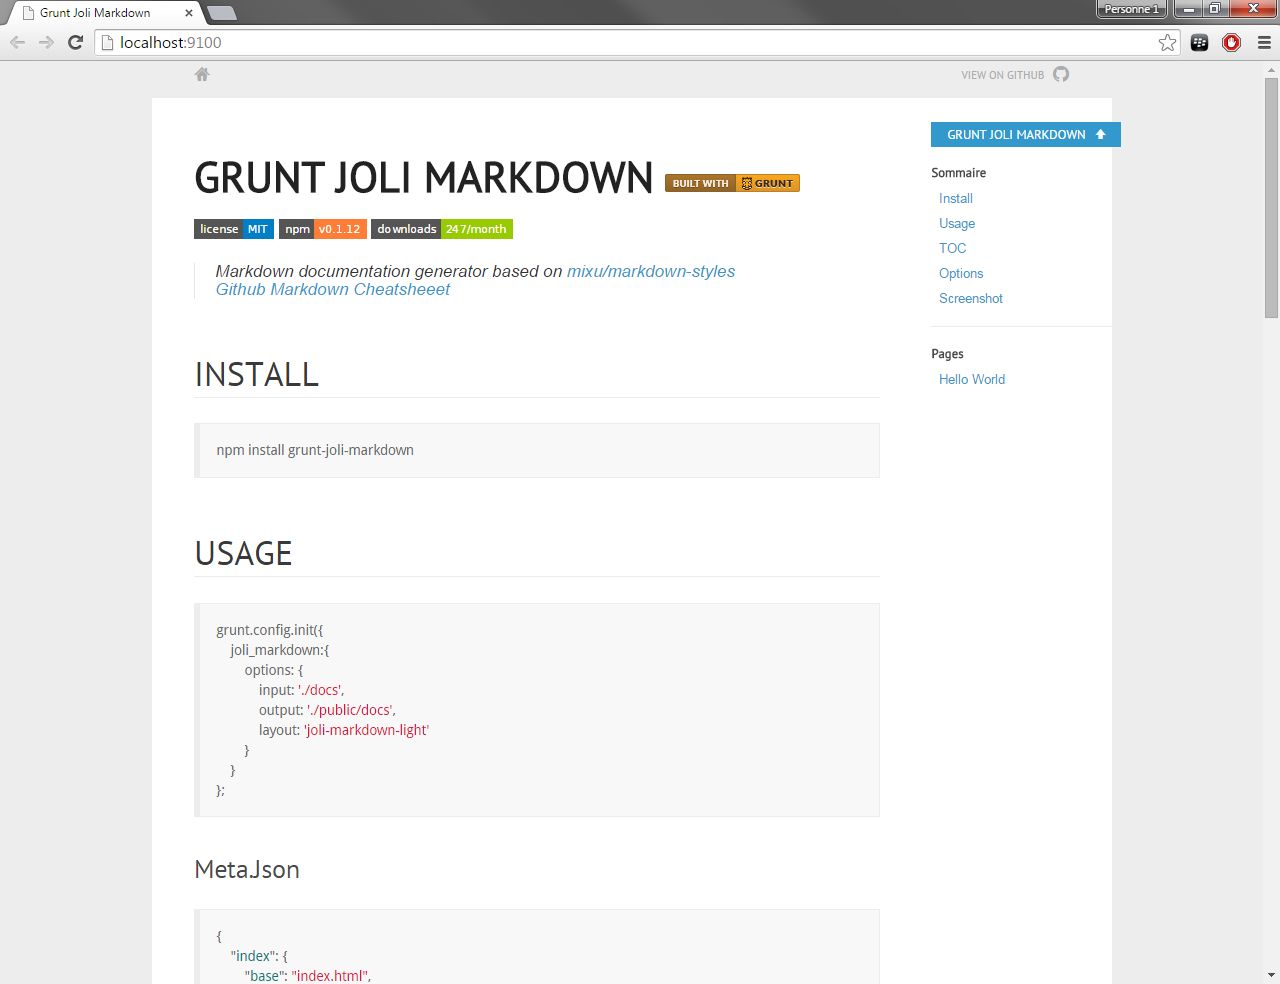 Grunt Joli Markdown
Personne 1
localhost:9100
VIEW ON GITHUB
GRUNT JOLI MARKDOWN
BUILT WITH GRUNT
license MIT
npm v0.1.12
downloads 247/month
Markdown documentation generator based on mixu/markdown-styles
Github Markdown Cheatsheeet
INSTALL
npm install grunt-joli-markdown
USAGE
grunt.config.init({
joli_markdown:{
options: {
input: './docs',
output: './public/docs',
layout: 'joli-markdown-light'
}
}
};
Meta.Json
{
"index": {
"base": "index.html",
GRUNT JOLI MARKDOWN
Sommaire
Install
Usage
TOC
Options
Screenshot
Pages
Hello World